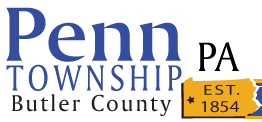 Penn PA
TOWNSHIP
Butler County
EST.
1854